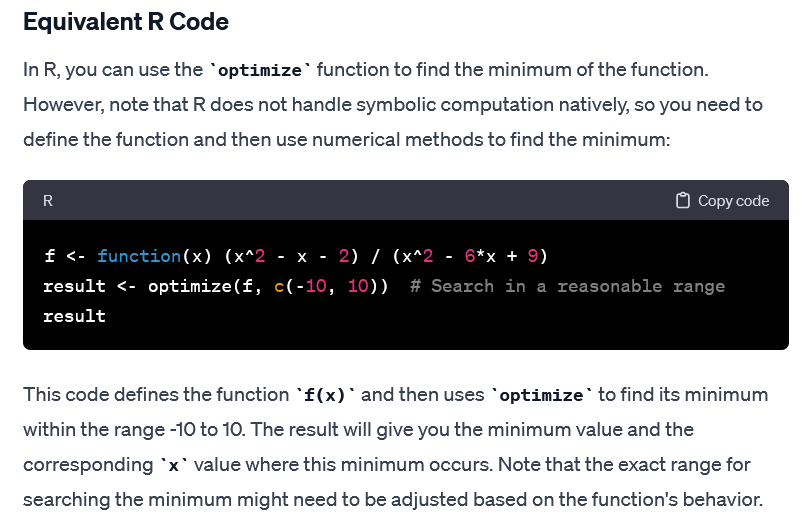 Equivalent R Code
In R, you can use the `optimize` function to find the minimum of the function.
However, note that R does not handle symbolic computation natively, so you need to
define the function and then use numerical methods to find the minimum:
R
Copy code
f <- function(x) (x^2 - x - 2) / (x^2 - 6*x + 9)
result <- optimize(f, c(-10, 10))  # Search in a reasonable range
result
This code defines the function `f(x)` and then uses `optimize` to find its minimum
within the range -10 to 10. The result will give you the minimum value and the
corresponding `x` value where this minimum occurs. Note that the exact range for
searching the minimum might need to be adjusted based on the function's behavior.